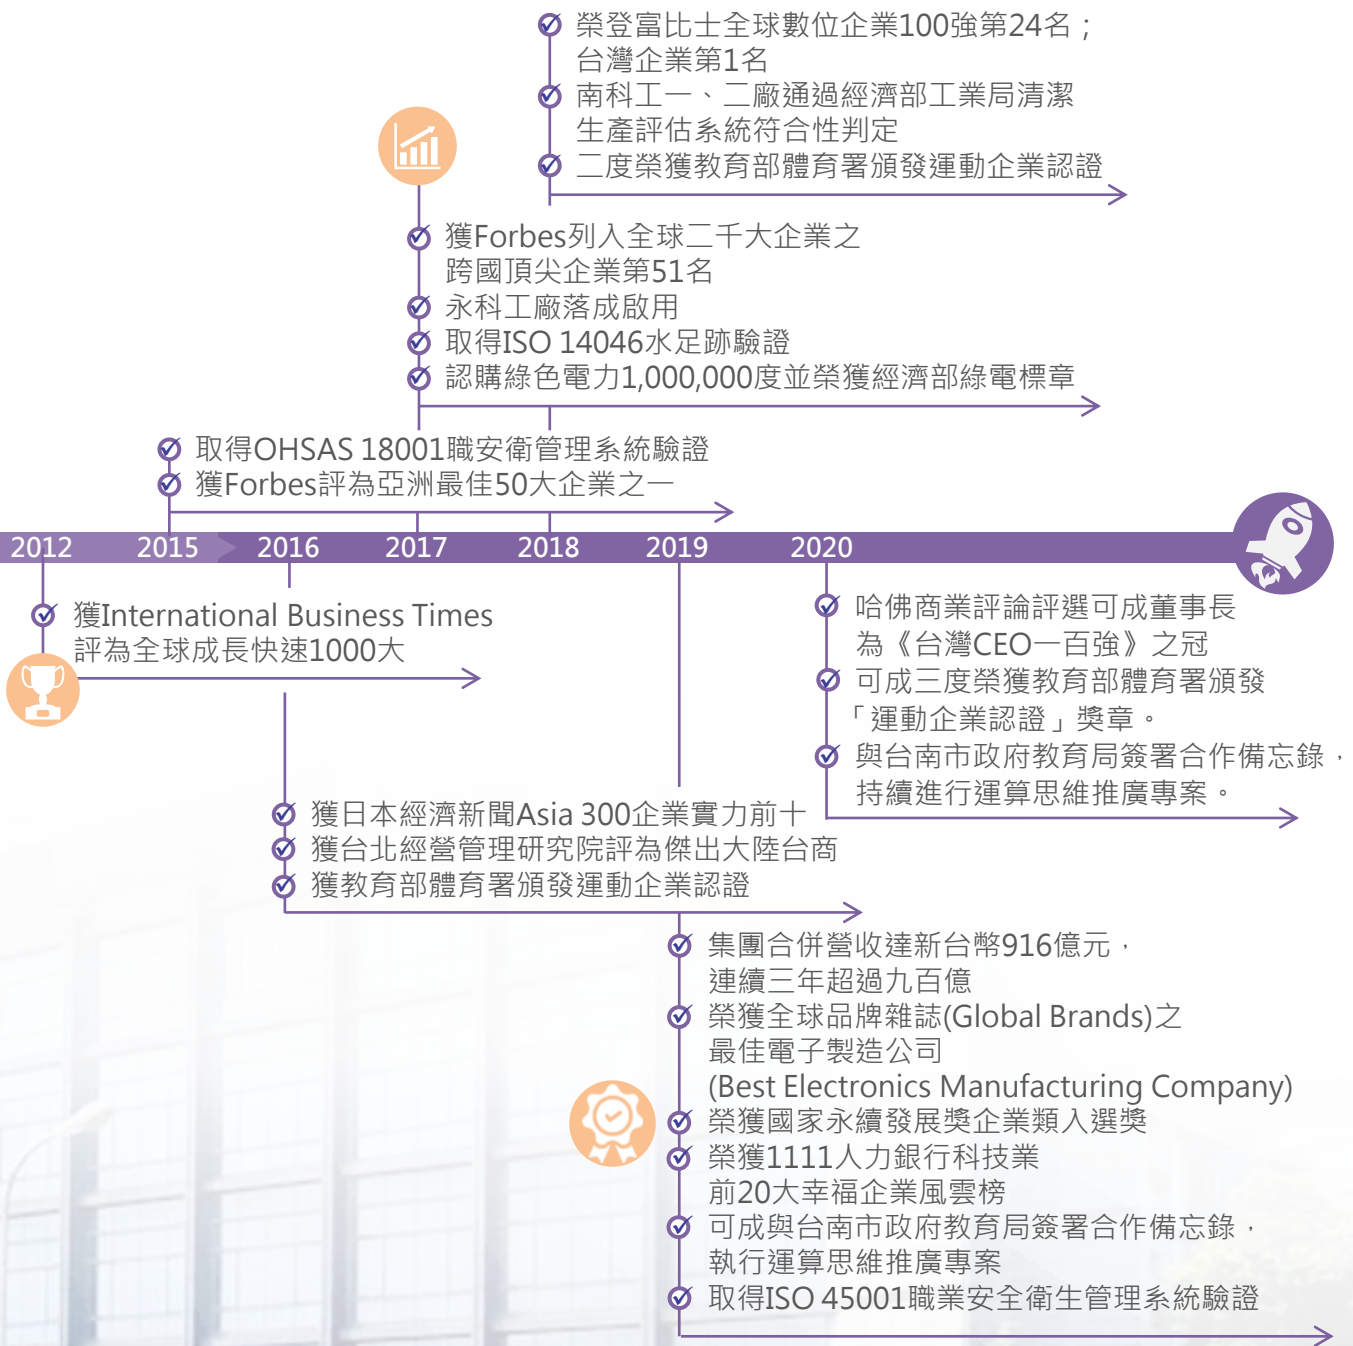 榮登富比士全球數位企業100強第24名；
台灣企業第1名
南科工一、二廠通過經濟部工業局清潔
生產評估系統符合性判定
二度榮獲教育部體育署頒發運動企業認證
獲Forbes列入全球二千大企業之
跨國頂尖企業第51名
永科工廠落成啟用
取得ISO 14046水足跡驗證
認購綠色電力1,000,000度並榮獲經濟部綠電標章
取得OHSAS 18001職安衛管理系統驗證
獲Forbes評為亞洲最佳50大企業之一
2012 2015 2016 2017 2018 2019 2020
獲International Business Times
評為全球成長快速1000大
哈佛商業評論評選可成董事長
為《台灣CEO一百強》之冠
可成三度榮獲教育部體育署頒發
「運動企業認證」獎章。
與台南市政府教育局簽署合作備忘錄，
持續進行運算思維推廣專案。
獲日本經濟新聞Asia 300企業實力前十
獲台北經營管理研究院評為傑出大陸台商
獲教育部體育署頒發運動企業認證
集團合併營收達新台幣916億元，
連續三年超過九百億
榮獲全球品牌雜誌(Global Brands)之
最佳電子製造公司
(Best Electronics Manufacturing Company)
榮獲國家永續發展獎企業類入選獎
榮獲1111人力銀行科技業
前20大幸福企業風雲榜
可成與台南市政府教育局簽署合作備忘錄，
執行運算思維推廣專案
取得ISO 45001職業安全衛生管理系統驗證